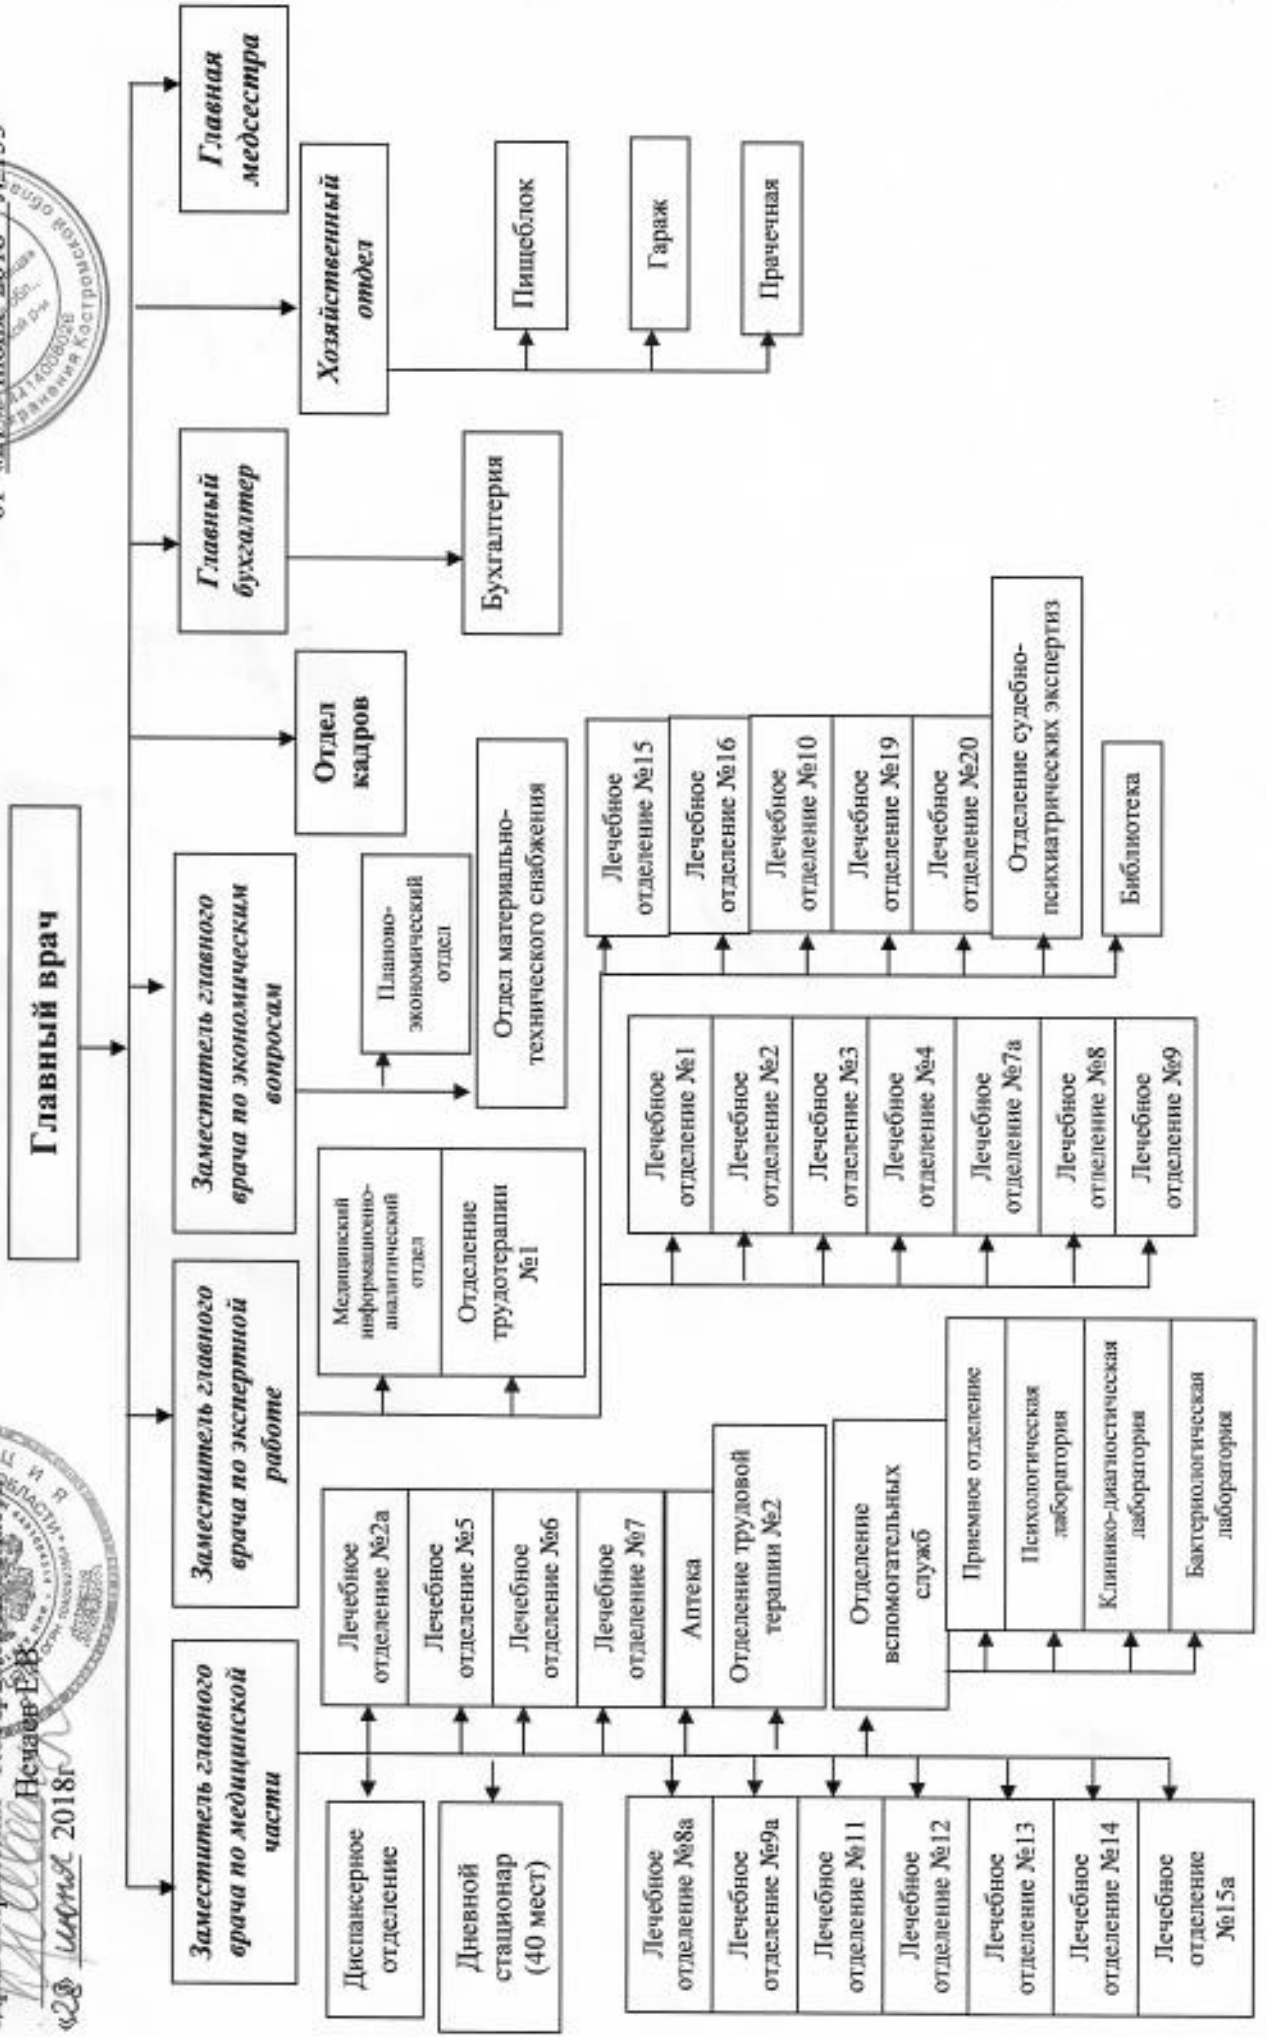 Нечаев Е.В.
«28» июня 2018г
Главный врач
Заместитель главного
врача по медицинской
части
Заместитель главного
врача по экспертной
работе
Заместитель главного
врача по экономическим
вопросам
Отдел
кадров
Главный
бухгалтер
Хозяйственный
отдел
Главная
медсестра
Диспансерное
отделение
Дневной
стационар
(40 мест)
Лечебное
отделение №8а
Лечебное
отделение №9а
Лечебное
отделение №11
Лечебное
отделение №12
Лечебное
отделение №13
Лечебное
отделение №14
Лечебное
отделение
№15а
Лечебное
отделение №2а
Лечебное
отделение №5
Лечебное
отделение №6
Лечебное
отделение №7
Аптека
Отделение трудовой
терапии №2
Отделение
вспомогательных
служб
Приемное отделение
Психологическая
лаборатория
Клинико-диагностическая
лаборатория
Бактериологическая
лаборатория
Медицинский
информационно-
аналитический
отдел
Отделение
трудотерапии
№1
Лечебное
отделение №1
Лечебное
отделение №2
Лечебное
отделение №3
Лечебное
отделение №4
Лечебное
отделение №7а
Лечебное
отделение №8
Лечебное
отделение №9
Лечебное
отделение №15
Лечебное
отделение №16
Лечебное
отделение №10
Лечебное
отделение №19
Лечебное
отделение №20
Отделение судебно-
психиатрических экспертиз
Библиотека
Планово-
экономический
отдел
Отдел материально-
технического снабжения
Бухгалтерия
Пищеблок
Гараж
Прачечная